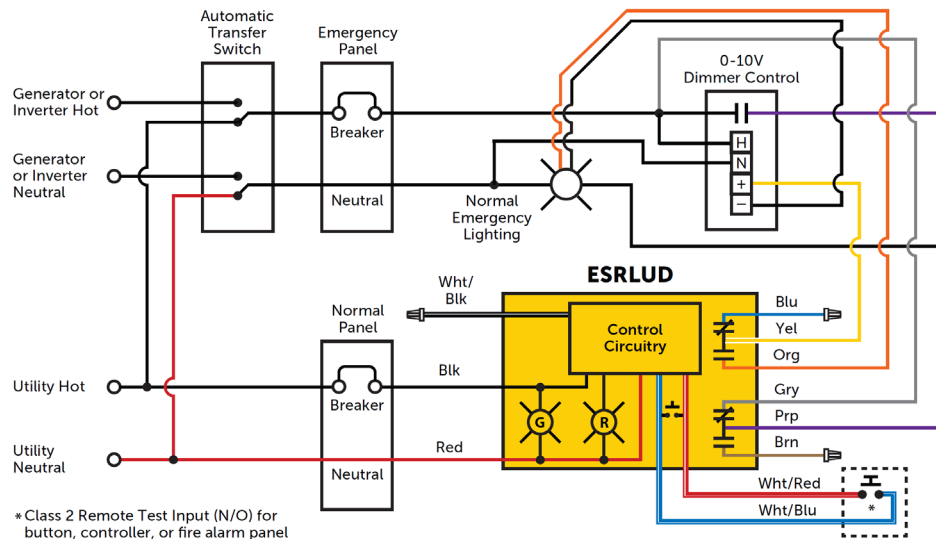 Automatic
Transfer
Switch
Emergency
Panel
0-10V
Dimmer Control
Generator or
Inverter Hot
Breaker
H
N
+
–
Generator
or Inverter
Neutral
Neutral
Normal
Emergency
Lighting
ESRLUD
Wht/
Blk
Normal
Panel
Control
Circuitry
Blu
Yel
Org
Utility Hot
Breaker
Blk
Gry
G
R
Prp
Brn
Utility
Neutral
Neutral
Red
Wht/Red
Wht/Blu
*
*Class 2 Remote Test Input (N/O) for
button, controller, or fire alarm panel